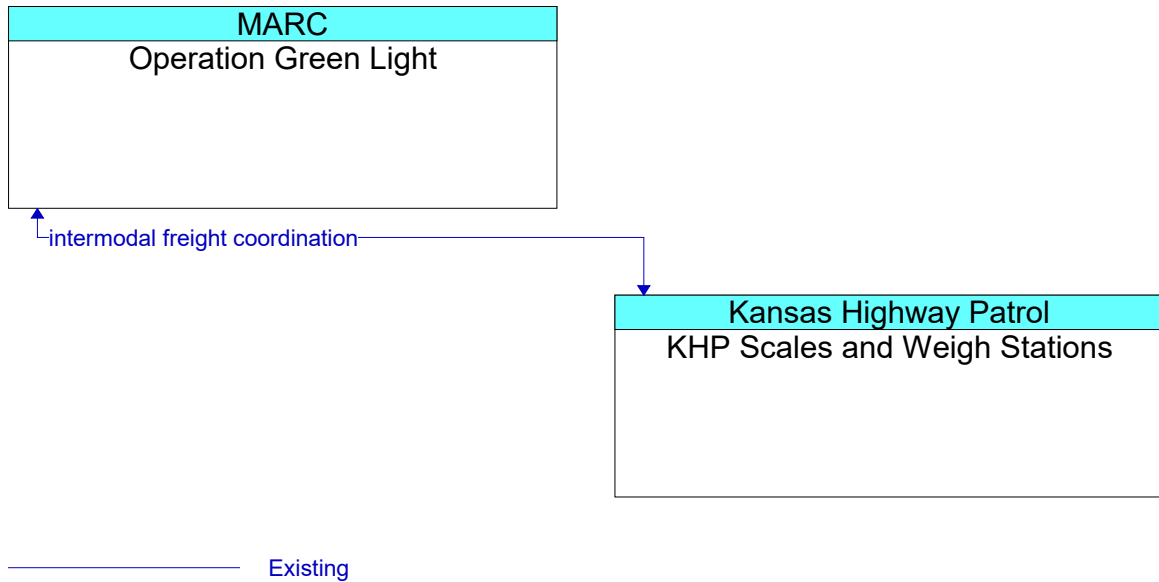 MARC
Operation Green Light
intermodal freight coordination
Kansas Highway Patrol
KHP Scales and Weigh Stations
Existing